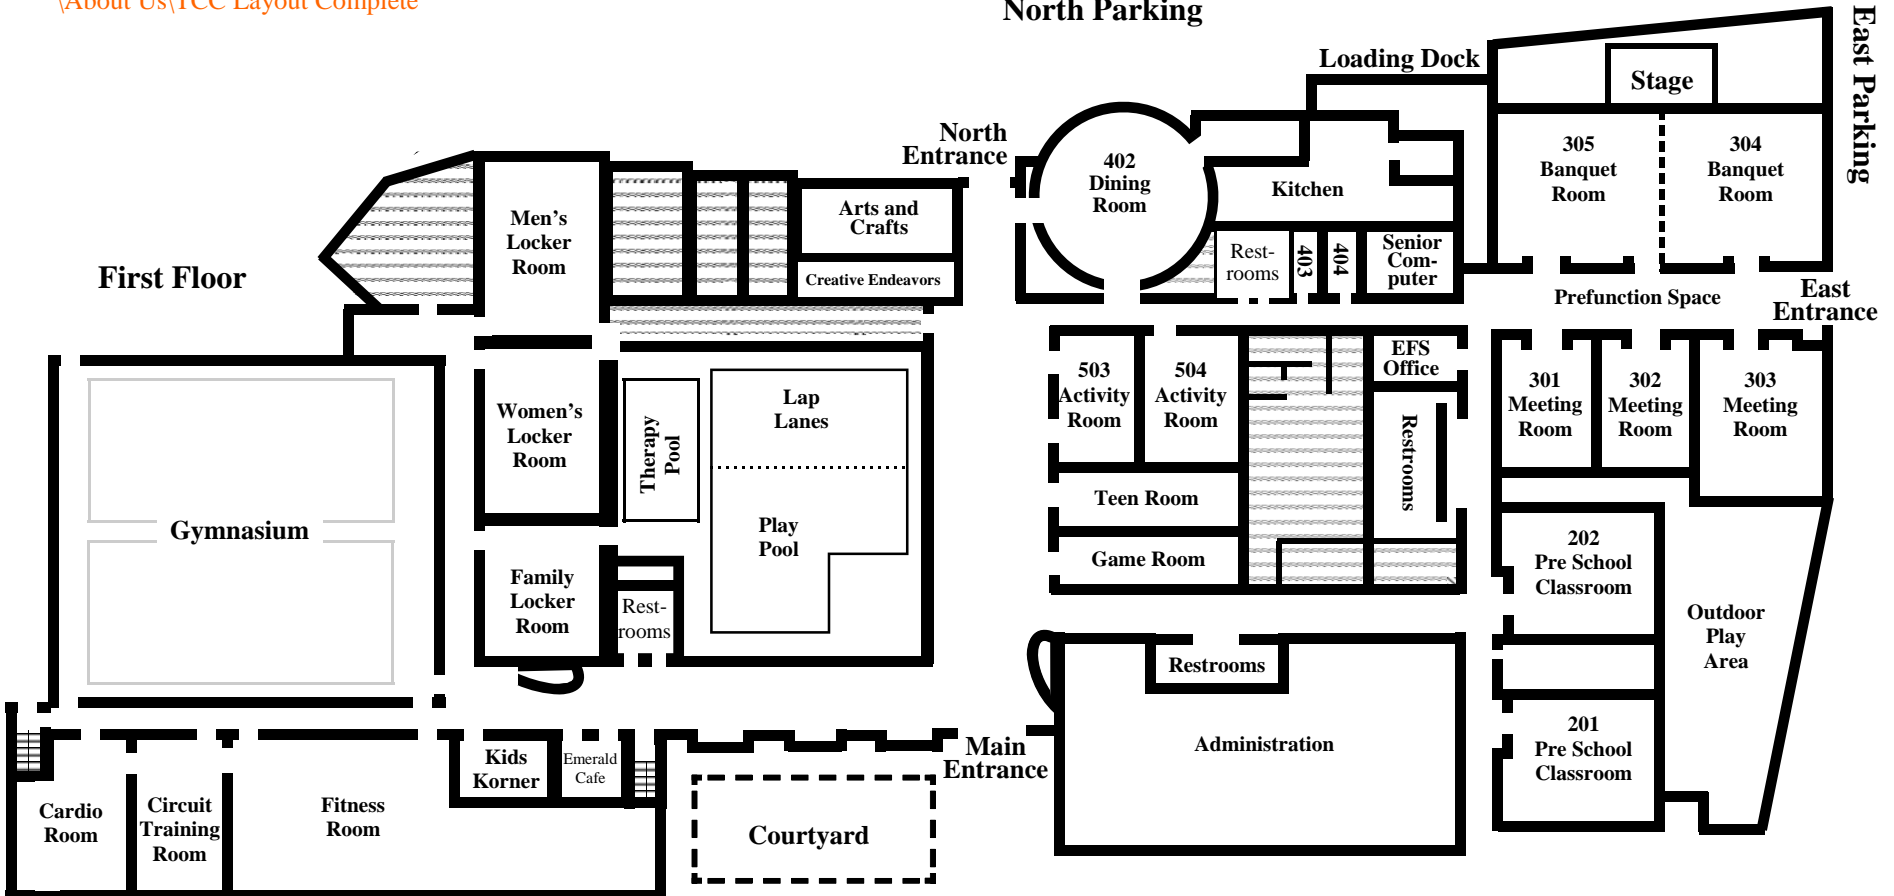 \About Us\TCC Layout Complete
North Parking
East Parking
Loading Dock
Stage
North
Entrance
305
Banquet
Room
304
Banquet
Room
402
Dining
Room
Kitchen
Men's
Locker
Room
Arts and
Crafts
Creative Endeavors
Rest-
rooms
403
404
Senior
Com-
puter
First Floor
Prefunction Space
East
Entrance
EFS
Office
503
Activity
Room
504
Activity
Room
301
Meeting
Room
302
Meeting
Room
303
Meeting
Room
Women's
Locker
Room
Therapy
Pool
Lap
Lanes
Restrooms
Teen Room
Gymnasium
Play
Pool
Game Room
202
Pre School
Classroom
Family
Locker
Room
Rest-
rooms
Outdoor
Play
Area
Restrooms
201
Pre School
Classroom
Kids
Korner
Emerald
Cafe
Main
Entrance
Administration
Cardio
Room
Circuit
Training
Room
Fitness
Room
Courtyard